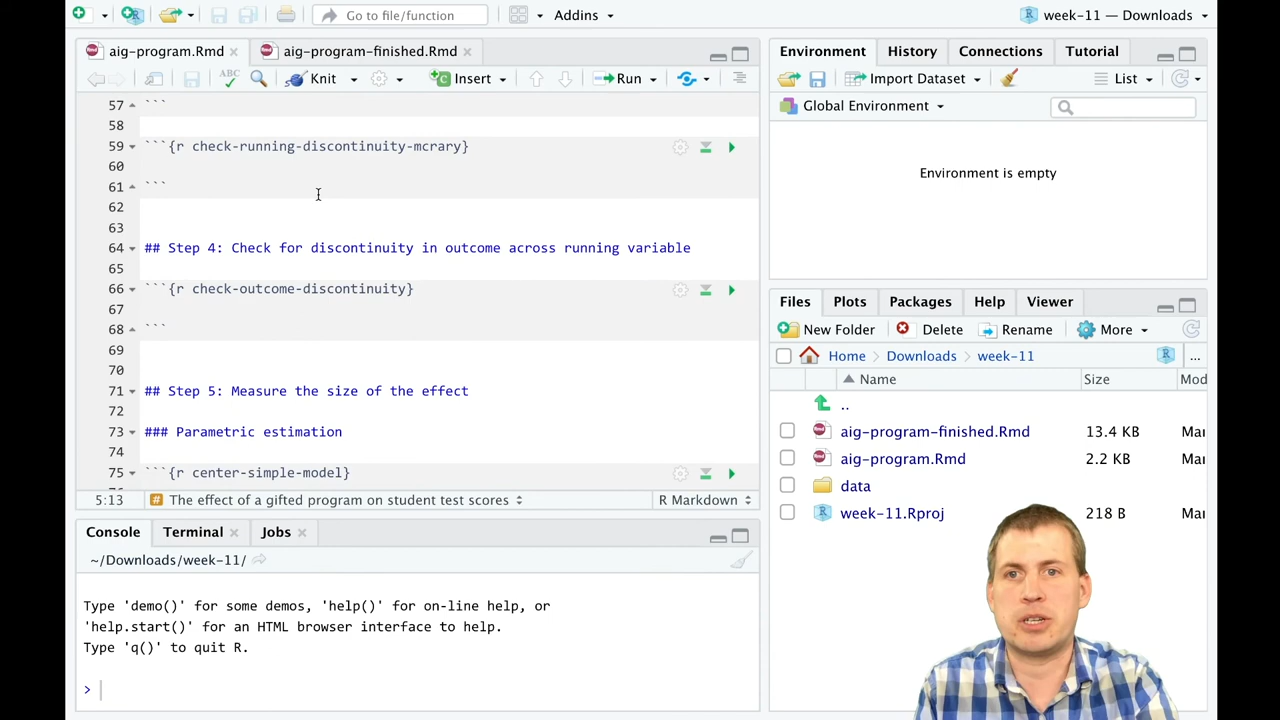 Go to file/function
Addins
week-11 — Downloads
aig-program.Rmd
aig-program-finished.Rmd
ABC
Knit
Insert
Run
57 ```
58
59 ```{r check-running-discontinuity-mcrary}
60
61 ```
62
63
64 ## Step 4: Check for discontinuity in outcome across running variable
65
66 ```{r check-outcome-discontinuity}
67
68 ```
69
70
71 ## Step 5: Measure the size of the effect
72
73 ### Parametric estimation
74
75 ```{r center-simple-model}
5:13
# The effect of a gifted program on student test scores
R Markdown
Console
Terminal
Jobs
~/Downloads/week-11/
Type 'demo()' for some demos, 'help()' for on-line help, or
'help.start()' for an HTML browser interface to help.
Type 'q()' to quit R.
>
Environment
History
Connections
Tutorial
Import Dataset
List
Global Environment
Environment is empty
Files
Plots
Packages
Help
Viewer
New Folder
Delete
Rename
More
Home
Downloads
week-11
...
Name
Size
Mod
..
aig-program-finished.Rmd 13.4 KB Mar
aig-program.Rmd 2.2 KB Mar
data
week-11.Rproj 218 B Mar